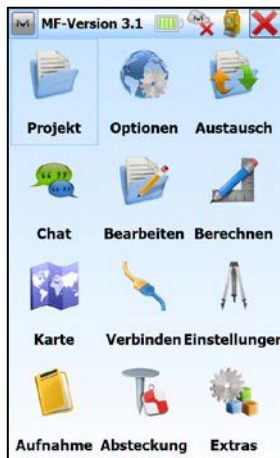 MF-Version 3.1
Projekt Optionen Austausch
Chat Bearbeiten Berechnen
Karte Verbinden Einstellungen
Aufnahme Absteckung Extras